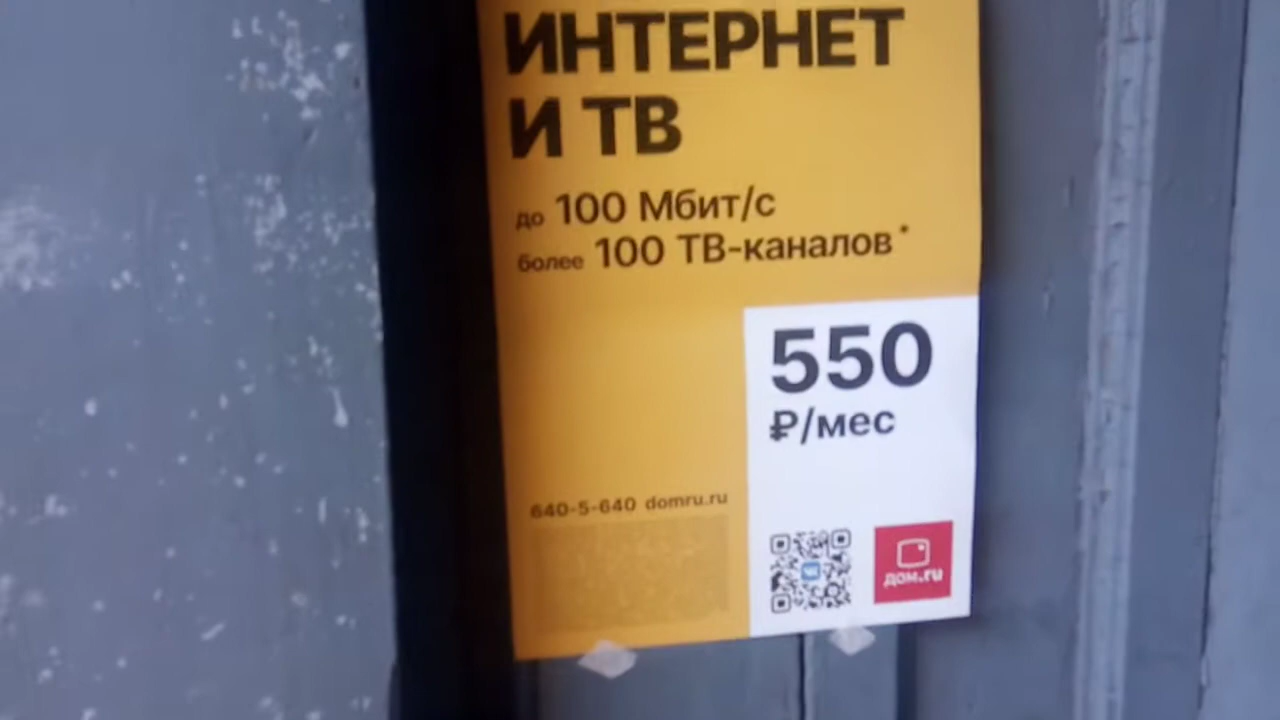 ИНТЕРНЕТ
И ТВ
до 100 Мбит/с
более 100 ТВ-каналов*
550
₽/мес
640-5-640 domru.ru
дом.ru